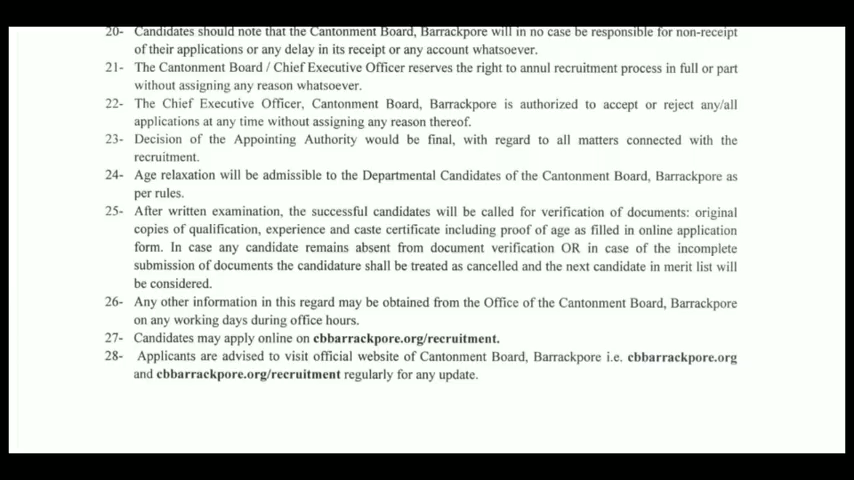 20- Candidates should note that the Cantonment Board, Barrackpore will in no case be responsible for non-receipt
of their applications or any delay in its receipt or any account whatsoever.
21- The Cantonment Board / Chief Executive Officer reserves the right to annul recruitment process in full or part
without assigning any reason whatsoever.
22- The Chief Executive Officer, Cantonment Board, Barrackpore is authorized to accept or reject any/all
applications at any time without assigning any reason thereof.
23- Decision of the Appointing Authority would be final, with regard to all matters connected with the
recruitment.
24- Age relaxation will be admissible to the Departmental Candidates of the Cantonment Board, Barrackpore as
per rules.
25- After written examination, the successful candidates will be called for verification of documents: original
copies of qualification, experience and caste certificate including proof of age as filled in online application
form. In case any candidate remains absent from document verification OR in case of the incomplete
submission of documents the candidature shall be treated as cancelled and the next candidate in merit list will
be considered.
26- Any other information in this regard may be obtained from the Office of the Cantonment Board, Barrackpore
on any working days during office hours.
27- Candidates may apply online on cbbarrackpore.org/recruitment.
28- Applicants are advised to visit official website of Cantonment Board, Barrackpore i.e. cbbarrackpore.org
and cbbarrackpore.org/recruitment regularly for any update.